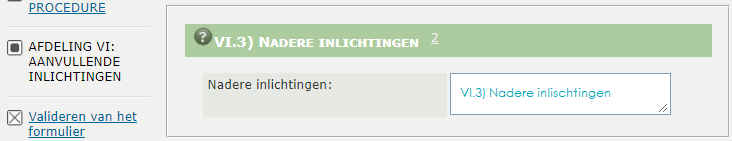 PROCEDURE
AFDELING VI:
AANVULLENDE
INLICHTINGEN
Valideren van het
formulier
? VI.3) NADERE INLICHTINGEN 2
Nadere inlichtingen:
VI.3) Nadere inlischtingen